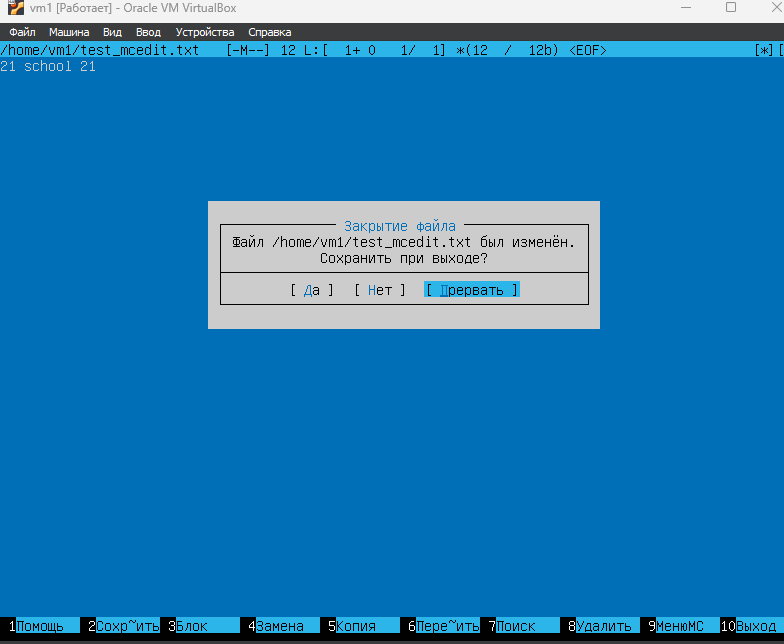 vm1 [Работает] - Oracle VM VirtualBox
Файл Машина Вид Ввод Устройства Справка
/home/vm1/test_mcedit.txt [-M--] 12 L:[ 1+ 0 1/ 1] *(12 / 12b) <EOF> [*][
21 school 21
Закрытие файла
Файл /home/vm1/test_mcedit.txt был изменён.
Сохранить при выходе?
[ Да ] [ Нет ] [ Прервать ]
1Помощь 2Сохр~ить 3Блок 4Замена 5Копия 6Пере~ить 7Поиск 8Удалить 9МенюMC 10Выход